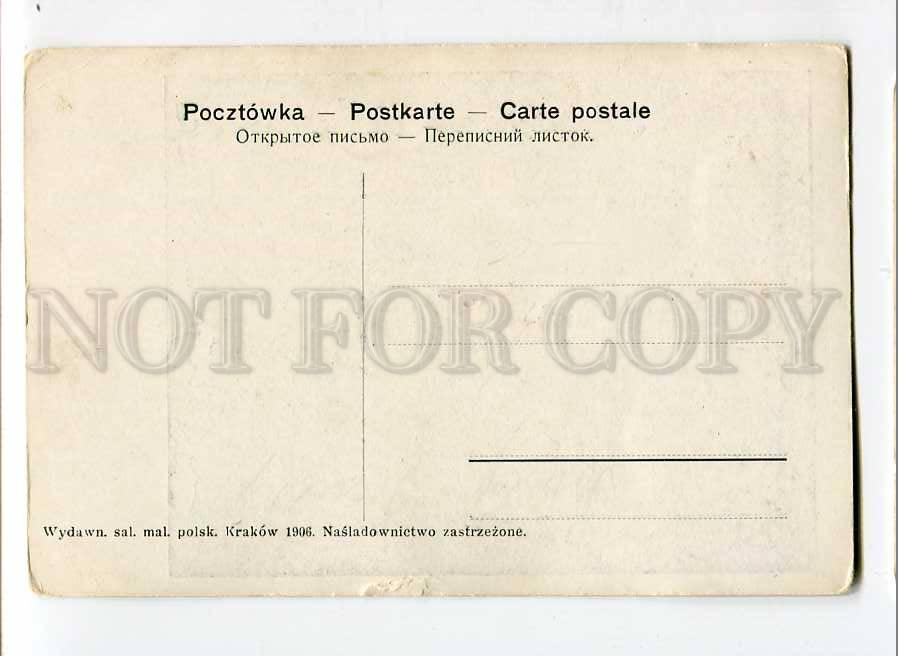 Pocztówka — Postkarte — Carte postale
Открытое письмо — Переписний листок.
NOT FOR COPY
Wydawn. sal. mal. polsk. Kraków 1906. Naśladownictwo zastrzeżone.